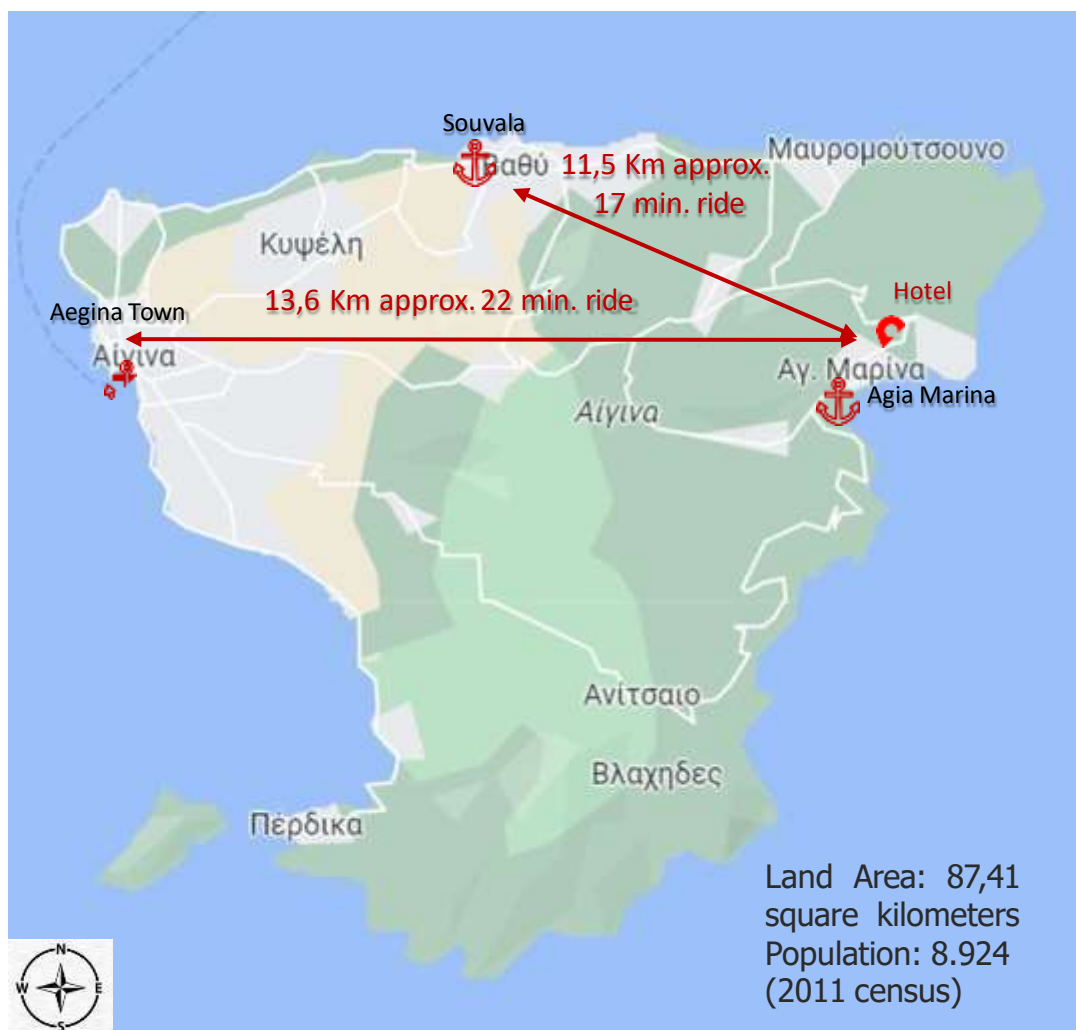 Souvala
Βαθύ
11,5 Km approx.
17 min. ride
Μαυρομούτσουνο
Κυψέλη
13,6 Km approx. 22 min. ride
Hotel
Aegina Town
Αίγινα
Αγ. Μαρίνα
Agia Marina
Αίγινα
Ανίτσαιο
Βλαχηδες
Πέρδικα
Land Area: 87,41
square kilometers
Population: 8.924
(2011 census)
N
W E
S